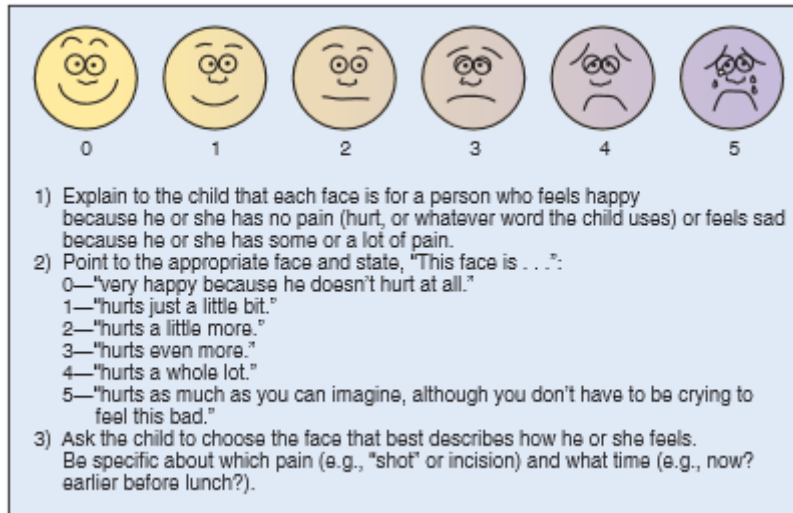 0 1 2 3 4 5
1) Explain to the child that each face is for a person who feels happy
because he or she has no pain (hurt, or whatever word the child uses) or feels sad
because he or she has some or a lot of pain.
2) Point to the appropriate face and state, "This face is . . .":
0—"very happy because he doesn't hurt at all."
1—"hurts just a little bit."
2—"hurts a little more."
3—"hurts even more."
4—"hurts a whole lot."
5—"hurts as much as you can imagine, although you don't have to be crying to
feel this bad."
3) Ask the child to choose the face that best describes how he or she feels.
Be specific about which pain (e.g., "shot" or incision) and what time (e.g., now?
earlier before lunch?).